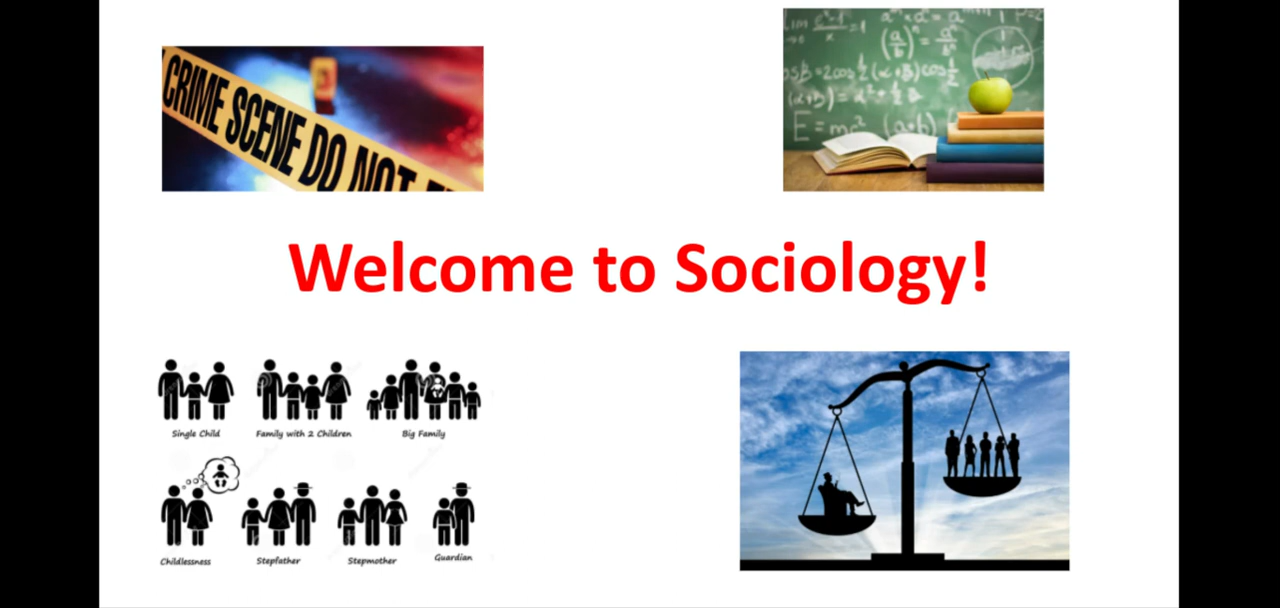 CRIME SCENE DO NOT
Welcome to Sociology!
E=mc²
Single Child
Family with 2 Children
Big Family
Childlessness
Stepfather
Stepmother
Guardian